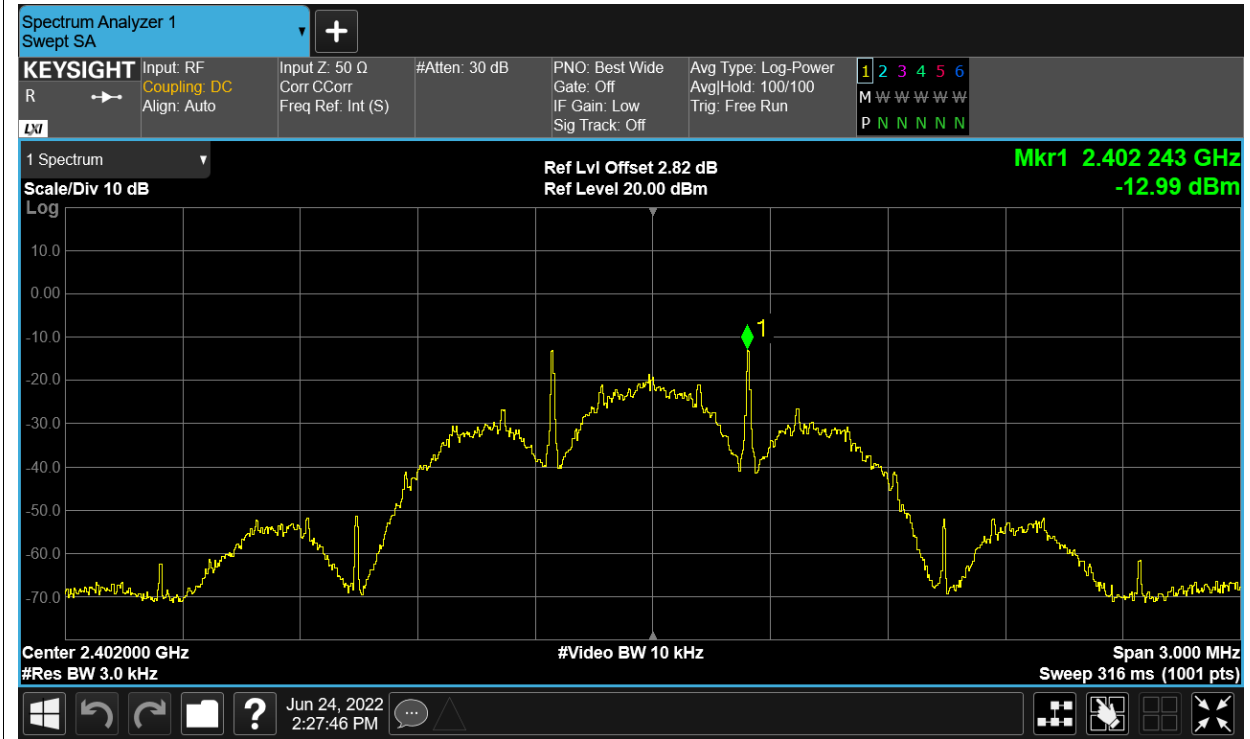 Spectrum Analyzer 1
Swept SA
+
KEYSIGHT
R
LXI
Input: RF
Coupling: DC
Align: Auto
Input Z: 50 Ω
Corr CCorr
Freq Ref: Int (S)
#Atten: 30 dB
PNO: Best Wide
Gate: Off
IF Gain: Low
Sig Track: Off
Avg Type: Log-Power
Avg|Hold: 100/100
Trig: Free Run
1 2 3 4 5 6
M W W W W W
P N N N N N
1 Spectrum
Scale/Div 10 dB
Log
Ref Lvl Offset 2.82 dB
Ref Level 20.00 dBm
Mkr1 2.402 243 GHz
-12.99 dBm
10.0
0.00
-10.0
-20.0
-30.0
-40.0
-50.0
-60.0
-70.0
1
Center 2.402000 GHz
#Res BW 3.0 kHz
#Video BW 10 kHz
Span 3.000 MHz
Sweep 316 ms (1001 pts)
?
Jun 24, 2022
2:27:46 PM